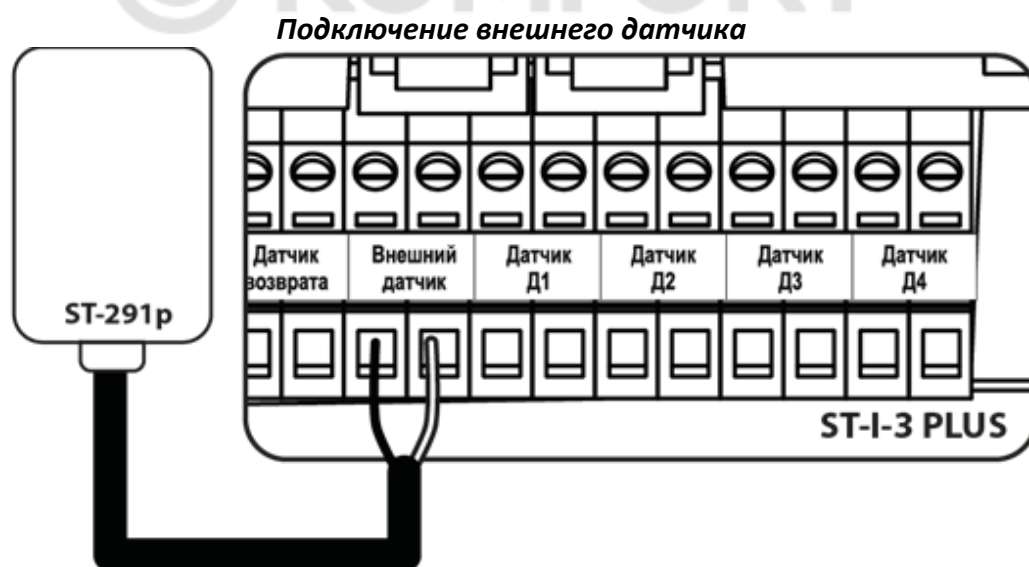 Подключение внешнего датчика
ST-291p
Датчик
возврата
Внешний
датчик
Датчик
Д1
Датчик
Д2
Датчик
Д3
Датчик
Д4
ST-I-3 PLUS